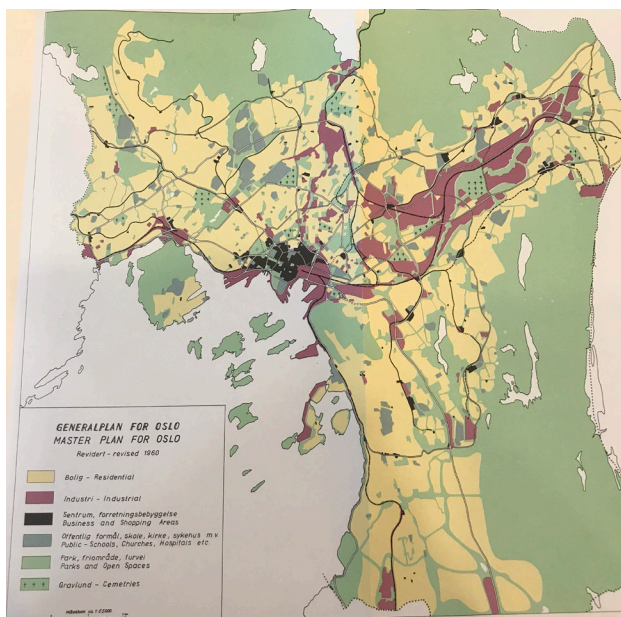 GENERALPLAN FOR OSLO
MASTER PLAN FOR OSLO
Revidert - revised 1960
Bolig - Residential
Industri - Industrial
Sentrum, forretningsbebyggelse
Business and Shopping Areas
Offentlig formål, skole, kirke, sykehus m.v.
Public - Schools, Churches, Hospitals etc
Park, friområde, turvei
Parks and Open Spaces
Gravlund - Cemetries